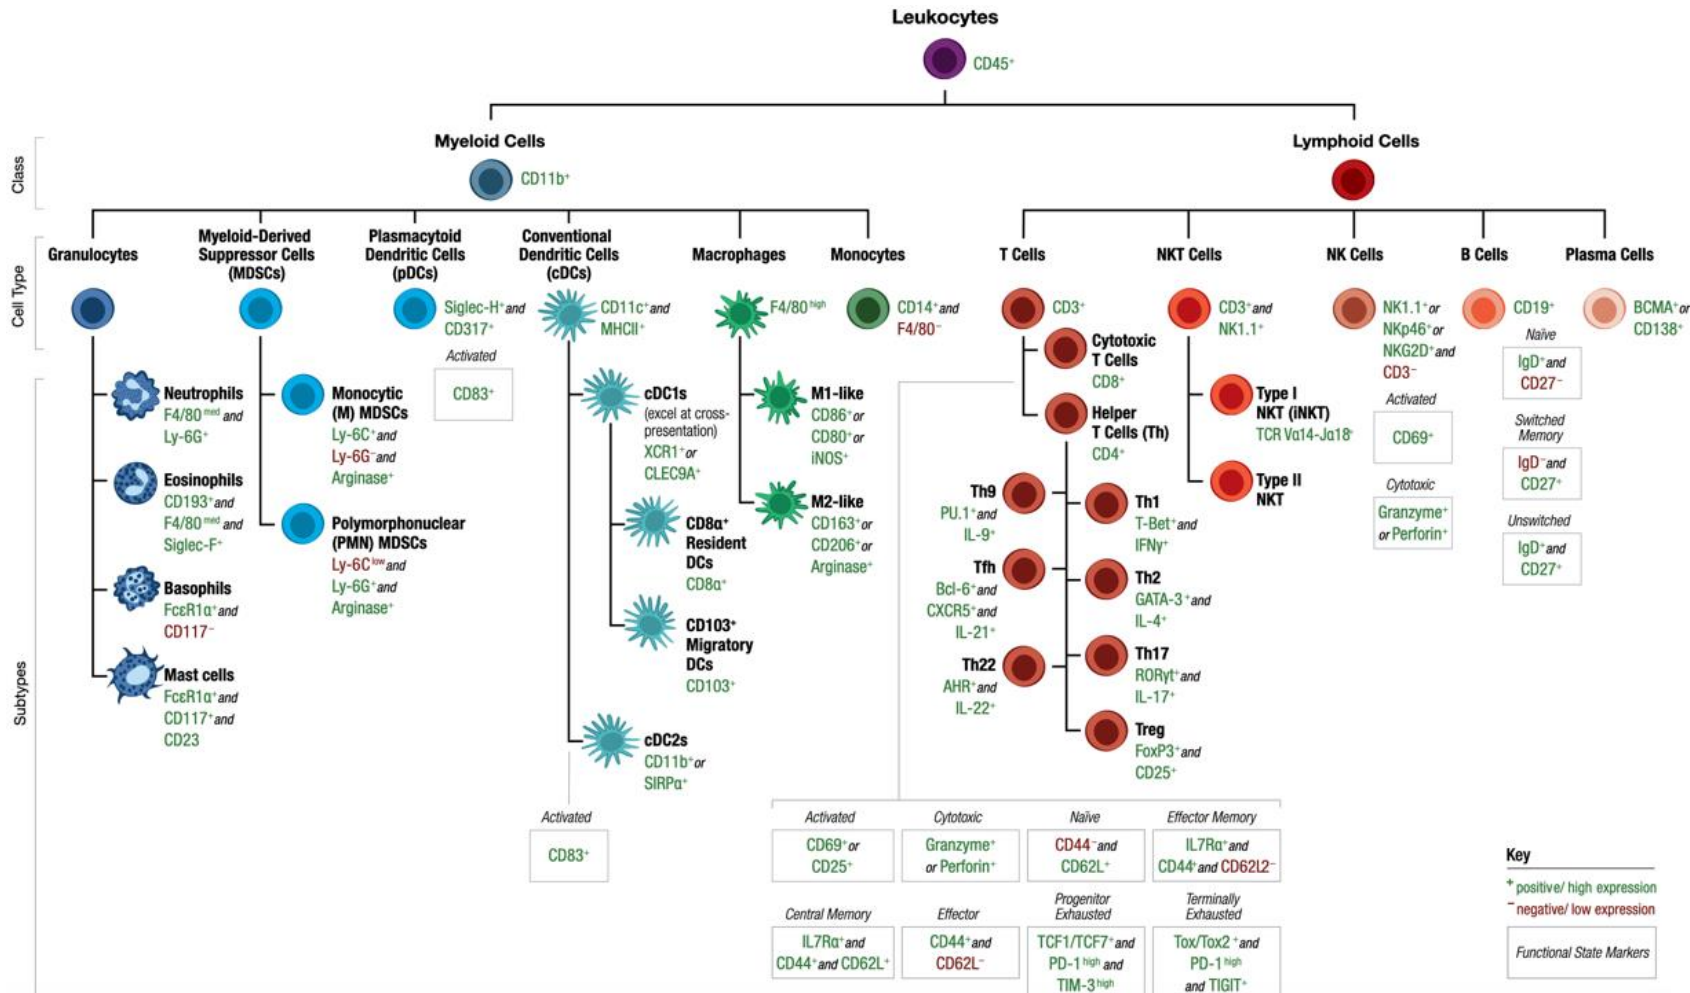 Leukocytes
CD45⁺
Class
Myeloid Cells
CD11b⁺
Lymphoid Cells
Cell Type
Granulocytes
Myeloid-Derived
Suppressor Cells
(MDSCs)
Plasmacytoid
Dendritic Cells
(pDCs)
Siglec-H⁺ and
CD317⁺
Activated
CD83⁺
Conventional
Dendritic Cells
(cDCs)
CD11c⁺ and
MHCII⁺
Macrophages
F4/80 high
Monocytes
CD14⁺ and
F4/80⁻
T Cells
CD3⁺
NKT Cells
CD3⁺ and
NK1.1⁺
NK Cells
NK1.1⁺ or
NKp46⁺ or
NKG2D⁺ and
CD3⁻
B Cells
CD19⁺
Plasma Cells
BCMA⁺ or
CD138⁺
Subtypes
Neutrophils
F4/80 med and
Ly-6G⁺
Eosinophils
CD193⁺ and
F4/80 med and
Siglec-F⁺
Basophils
FcεR1α⁺ and
CD117⁻
Mast cells
FcεR1α⁺ and
CD117⁺ and
CD23
Monocytic
(M) MDSCs
Ly-6C⁺ and
Ly-6G⁻ and
Arginase⁺
Polymorphonuclear
(PMN) MDSCs
Ly-6C low and
Ly-6G⁺ and
Arginase⁺
cDC1s
(excel at cross-
presentation)
XCR1⁺ or
CLEC9A⁺
CD8α⁺
Resident
DCs
CD8α⁺
CD103⁺
Migratory
DCs
CD103⁺
cDC2s
CD11b⁺ or
SIRPα⁺
Activated
CD83⁺
M1-like
CD86⁺ or
CD80⁺ or
iNOS⁺
M2-like
CD163⁺ or
CD206⁺ or
Arginase⁺
Cytotoxic
T Cells
CD8⁺
Helper
T Cells (Th)
CD4⁺
Th9
PU.1⁺ and
IL-9⁺
Tfh
Bcl-6⁺ and
CXCR5⁺ and
IL-21⁺
Th22
AHR⁺ and
IL-22⁺
Th1
T-Bet⁺ and
IFNγ⁺
Th2
GATA-3⁺ and
IL-4⁺
Th17
RORγt⁺ and
IL-17⁺
Treg
FoxP3⁺ and
CD25⁺
Type I
NKT (iNKT)
TCR Vα14-Jα18⁺
Type II
NKT
Activated
CD69⁺
Cytotoxic
Granzyme⁺
or Perforin⁺
Naïve
IgD⁺ and
CD27⁻
Switched
Memory
IgD⁻ and
CD27⁺
Unswitched
IgD⁺ and
CD27⁺
Activated
CD69⁺ or
CD25⁺
Cytotoxic
Granzyme⁺
or Perforin⁺
Naïve
CD44⁻ and
CD62L⁺
Effector Memory
IL7Rα⁺ and
CD44⁺ and CD62L2⁻
Central Memory
IL7Rα⁺ and
CD44⁺ and CD62L⁺
Effector
CD44⁺ and
CD62L⁻
Progenitor
Exhausted
TCF1/TCF7⁺ and
PD-1 high and
TIM-3 high
Terminally
Exhausted
Tox/Tox2⁺ and
PD-1 high
and TIGIT⁺
Key
⁺ positive/ high expression
⁻ negative/ low expression
Functional State Markers